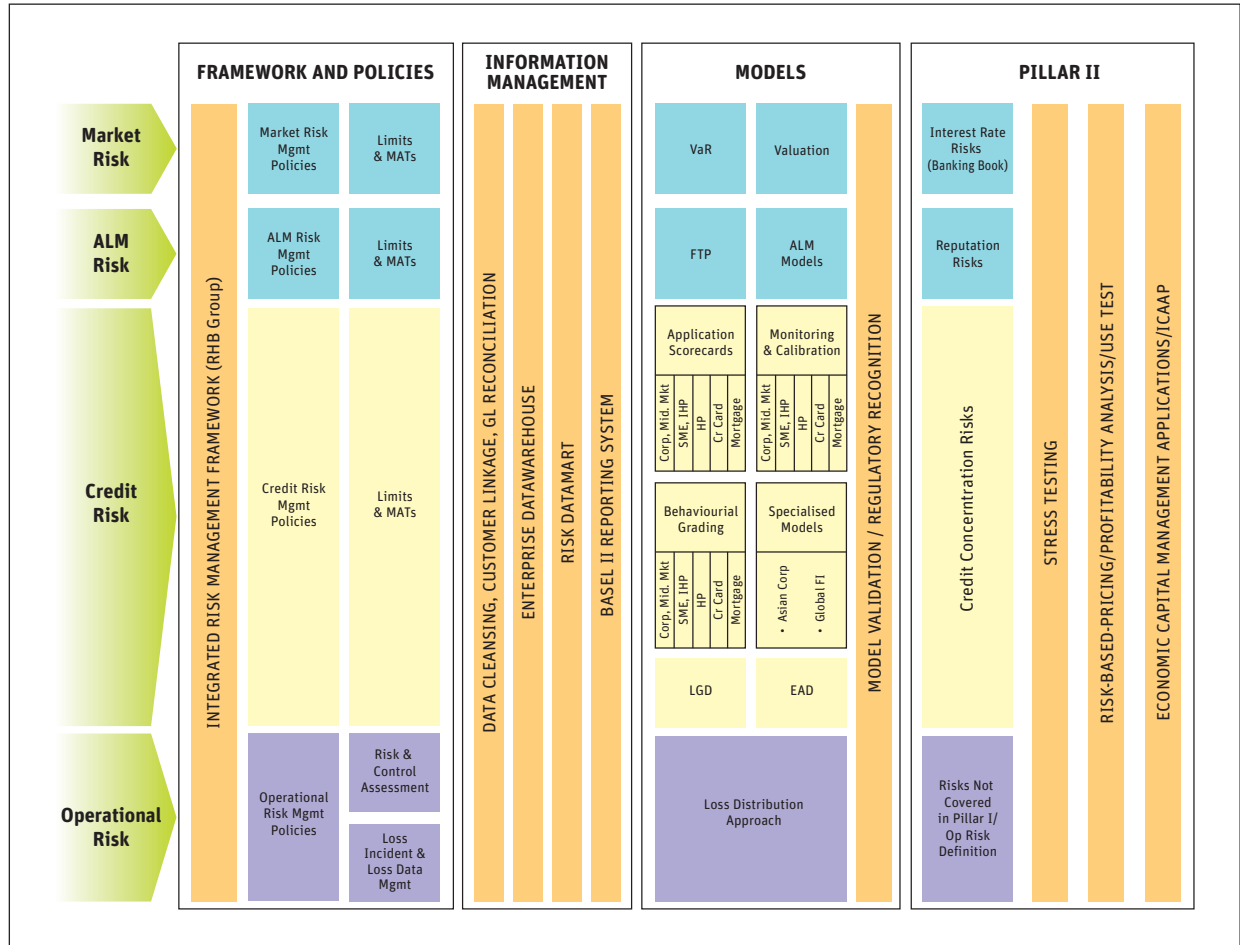 FRAMEWORK AND POLICIES
INFORMATION
MANAGEMENT
MODELS
PILLAR II
Market
Risk
ALM
Risk
Credit
Risk
Operational
Risk
INTEGRATED RISK MANAGEMENT FRAMEWORK (RHB Group)
Market Risk
Mgmt
Policies
Limits
& MATs
ALM Risk
Mgmt
Policies
Limits
& MATs
Credit Risk
Mgmt
Policies
Limits
& MATs
Operational
Risk Mgmt
Policies
Risk &
Control
Assessment
Loss
Incident &
Loss Data
Mgmt
DATA CLEANSING, CUSTOMER LINKAGE, GL RECONCILIATION
ENTERPRISE DATAWAREHOUSE
RISK DATAMART
BASEL II REPORTING SYSTEM
VaR
Valuation
FTP
ALM
Models
Application
Scorecards
Corp, Mid. Mkt
SME, IHP
HP
Cr Card
Mortgage
Monitoring
& Calibration
Corp, Mid. Mkt
SME, IHP
HP
Cr Card
Mortgage
Behaviourial
Grading
Corp, Mid. Mkt
SME, IHP
HP
Cr Card
Mortgage
Specialised
Models
• Asian Corp
• Global FI
LGD
EAD
Loss Distribution
Approach
MODEL VALIDATION / REGULATORY RECOGNITION
Interest Rate
Risks
(Banking Book)
Reputation
Risks
Credit Concerntration Risks
Risks Not
Covered
in Pillar I/
Op Risk
Definition
STRESS TESTING
RISK-BASED-PRICING/PROFITABILITY ANALYSIS/USE TEST
ECONOMIC CAPITAL MANAGEMENT APPLICATIONS/ICAAP